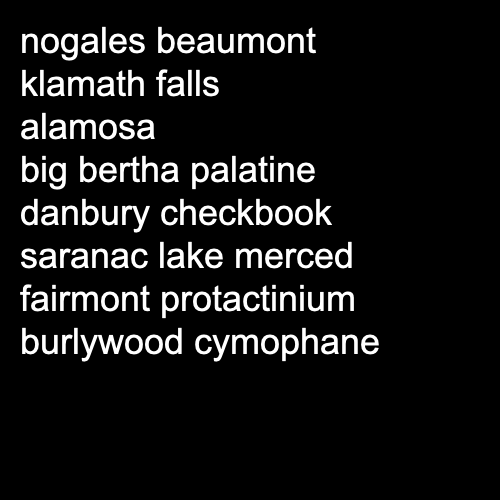 nogales beaumont
klamath falls
alamosa
big bertha palatine
danbury checkbook
saranac lake merced
fairmont protactinium
burlywood cymophane